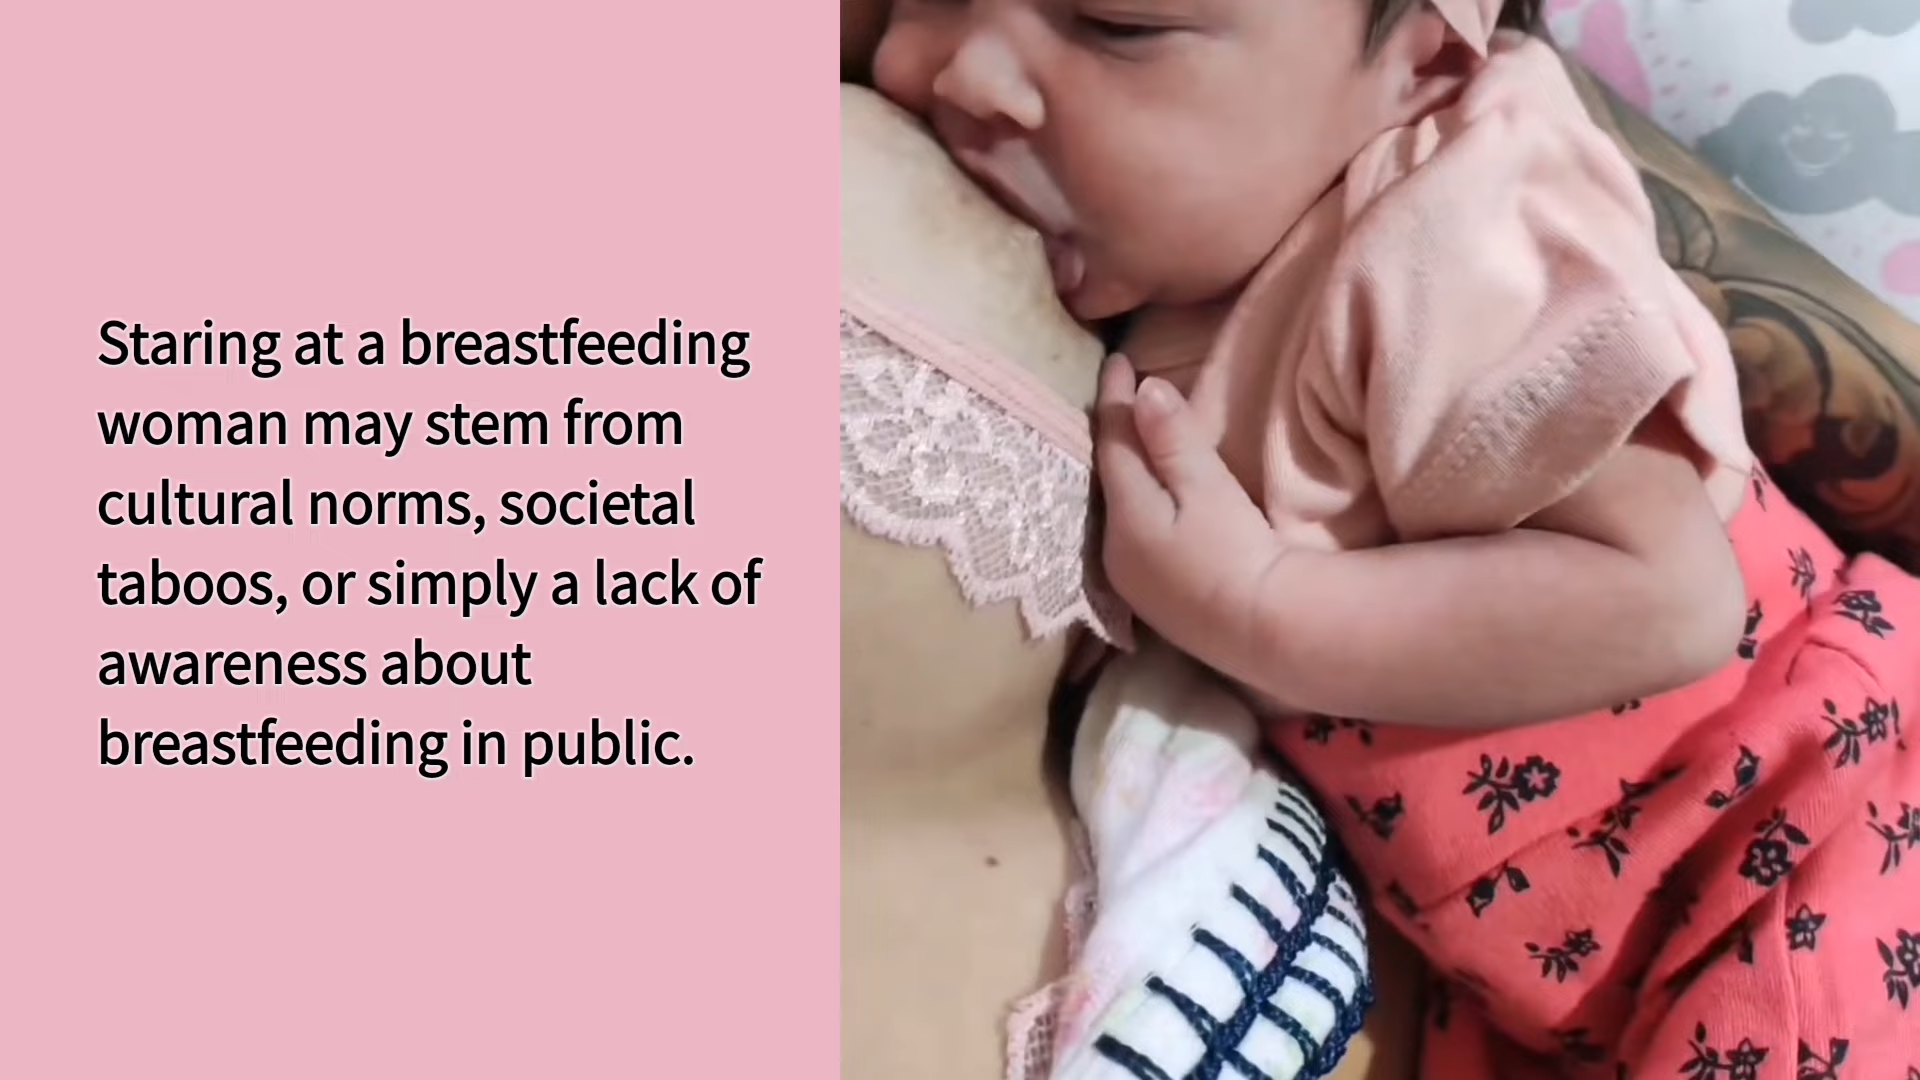 Staring at a breastfeeding
woman may stem from
cultural norms, societal
taboos, or simply a lack of
awareness about
breastfeeding in public.